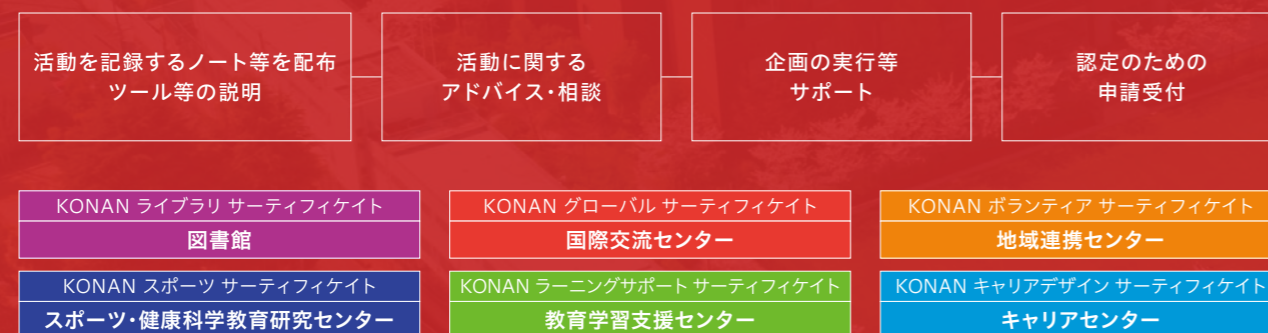 活動を記録するノート等を配布
ツール等の説明
活動に関する
アドバイス・相談
企画の実行等
サポート
認定のための
申請受付
KONAN ライブラリ サーティフィケイト
図書館
KONAN グローバル サーティフィケイト
国際交流センター
KONAN ボランティア サーティフィケイト
地域連携センター
KONAN スポーツ サーティフィケイト
スポーツ・健康科学教育研究センター
KONAN ラーニングサポート サーティフィケイト
教育学習支援センター
KONAN キャリアデザイン サーティフィケイト
キャリアセンター